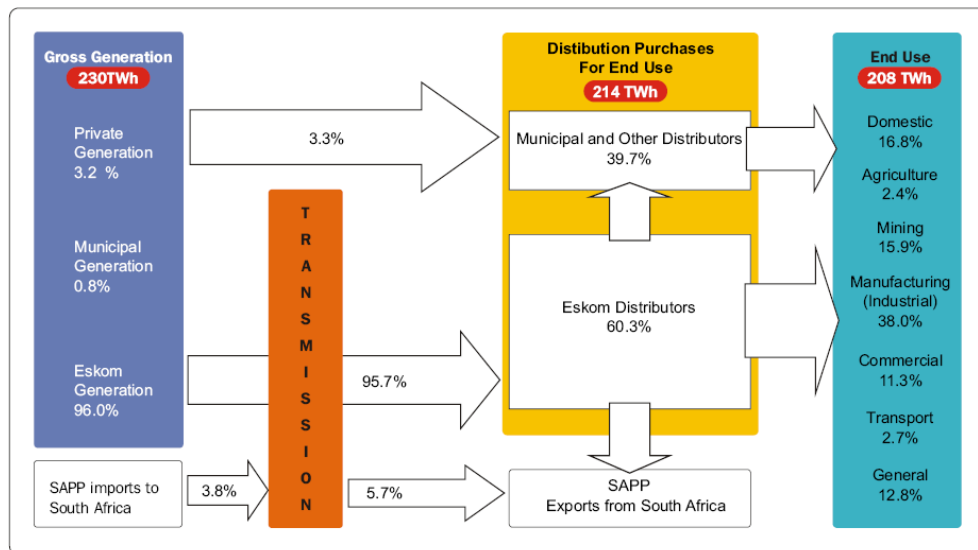 Gross Generation
230TWh
Private
Generation
3.2 %
Municipal
Generation
0.8%
Eskom
Generation
96.0%
SAPP imports to
South Africa
3.3%
TRANSMISSION
95.7%
3.8%
5.7%
Distibution Purchases
For End Use
214 TWh
Municipal and Other Distributors
39.7%
Eskom Distributors
60.3%
SAPP
Exports from South Africa
End Use
208 TWh
Domestic
16.8%
Agriculture
2.4%
Mining
15.9%
Manufacturing
(Industrial)
38.0%
Commercial
11.3%
Transport
2.7%
General
12.8%